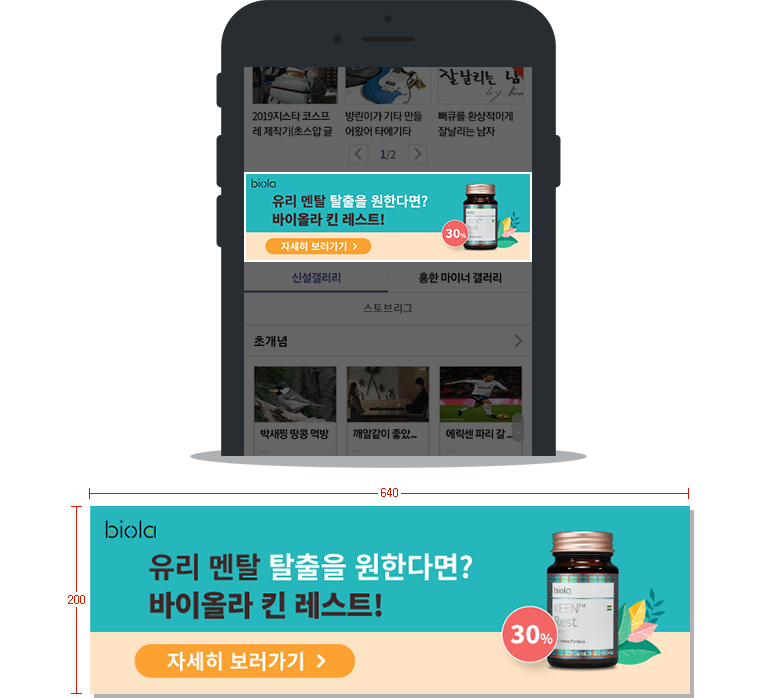 2019지스타 코스프
레 제작기(초스압 글
방린이가 기타 만들
어왔어 타에기타
잘날리는 남
뻐큐를 환상적이게
잘날리는 남자
1/2
biola
유리 멘탈 탈출을 원한다면?
바이올라 킨 레스트!
자세히 보러가기
30%
biola
KEEN™
신설갤러리
흥한 마이너 갤러리
스토브리그
초개념
박새찡 땅콩 먹방
깨알같이 좋았...
에릭센 파리 갈 ...
640
200
biola
유리 멘탈 탈출을 원한다면?
바이올라 킨 레스트!
자세히 보러가기
30%
biola
KEEN™
Rest